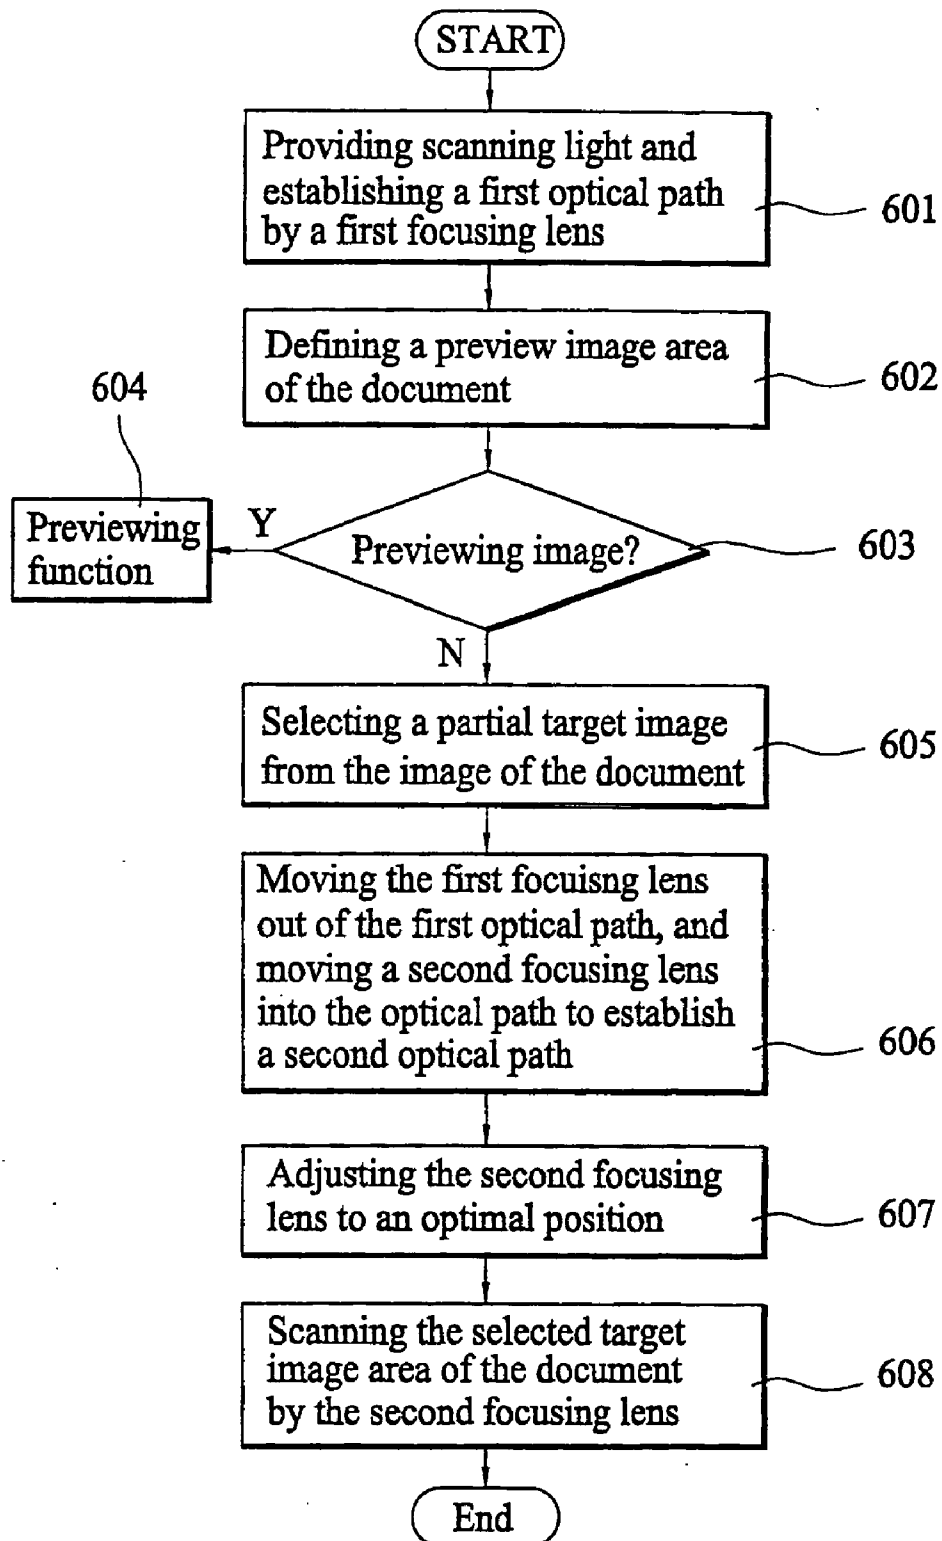 START
Providing scanning light and
establishing a first optical path
by a first focusing lens
601
Defining a preview image area
of the document
602
604
Previewing
function
Y
Previewing image?
603
N
Selecting a partial target image
from the image of the document
605
Moving the first focuisng lens
out of the first optical path, and
moving a second focusing lens
into the optical path to establish
a second optical path
606
Adjusting the second focusing
lens to an optimal position
607
Scanning the selected target
image area of the document
by the second focusing lens
608
End